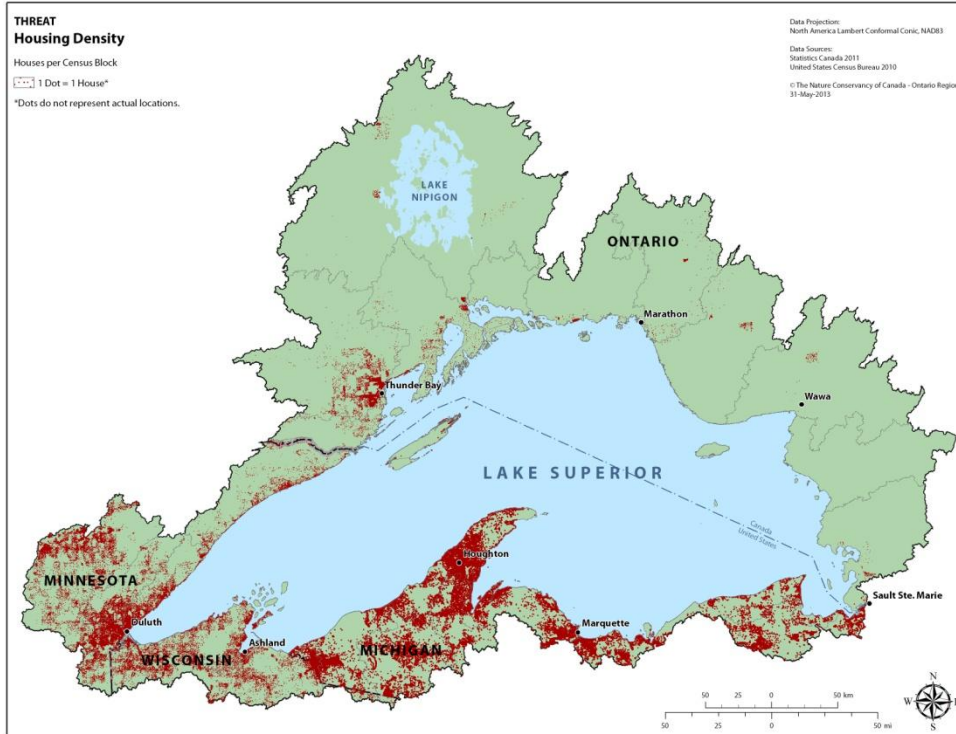 THREAT
Housing Density
Houses per Census Block
1 Dot = 1 House*
*Dots do not represent actual locations.
Data Projection:
North America Lambert Conformal Conic, NAD83
Data Sources:
Statistics Canada 2011
United States Census Bureau 2010
© The Nature Conservancy of Canada - Ontario Region
31-May-2013
LAKE
NIPIGON
ONTARIO
Marathon
Thunder Bay
Wawa
LAKE SUPERIOR
Canada
United States
Houghton
MINNESOTA
Duluth
Sault Ste. Marie
Marquette
Ashland
MICHIGAN
WISCONSIN
50 25 0 50 km
50 25 0 50 mi
N
W E
S